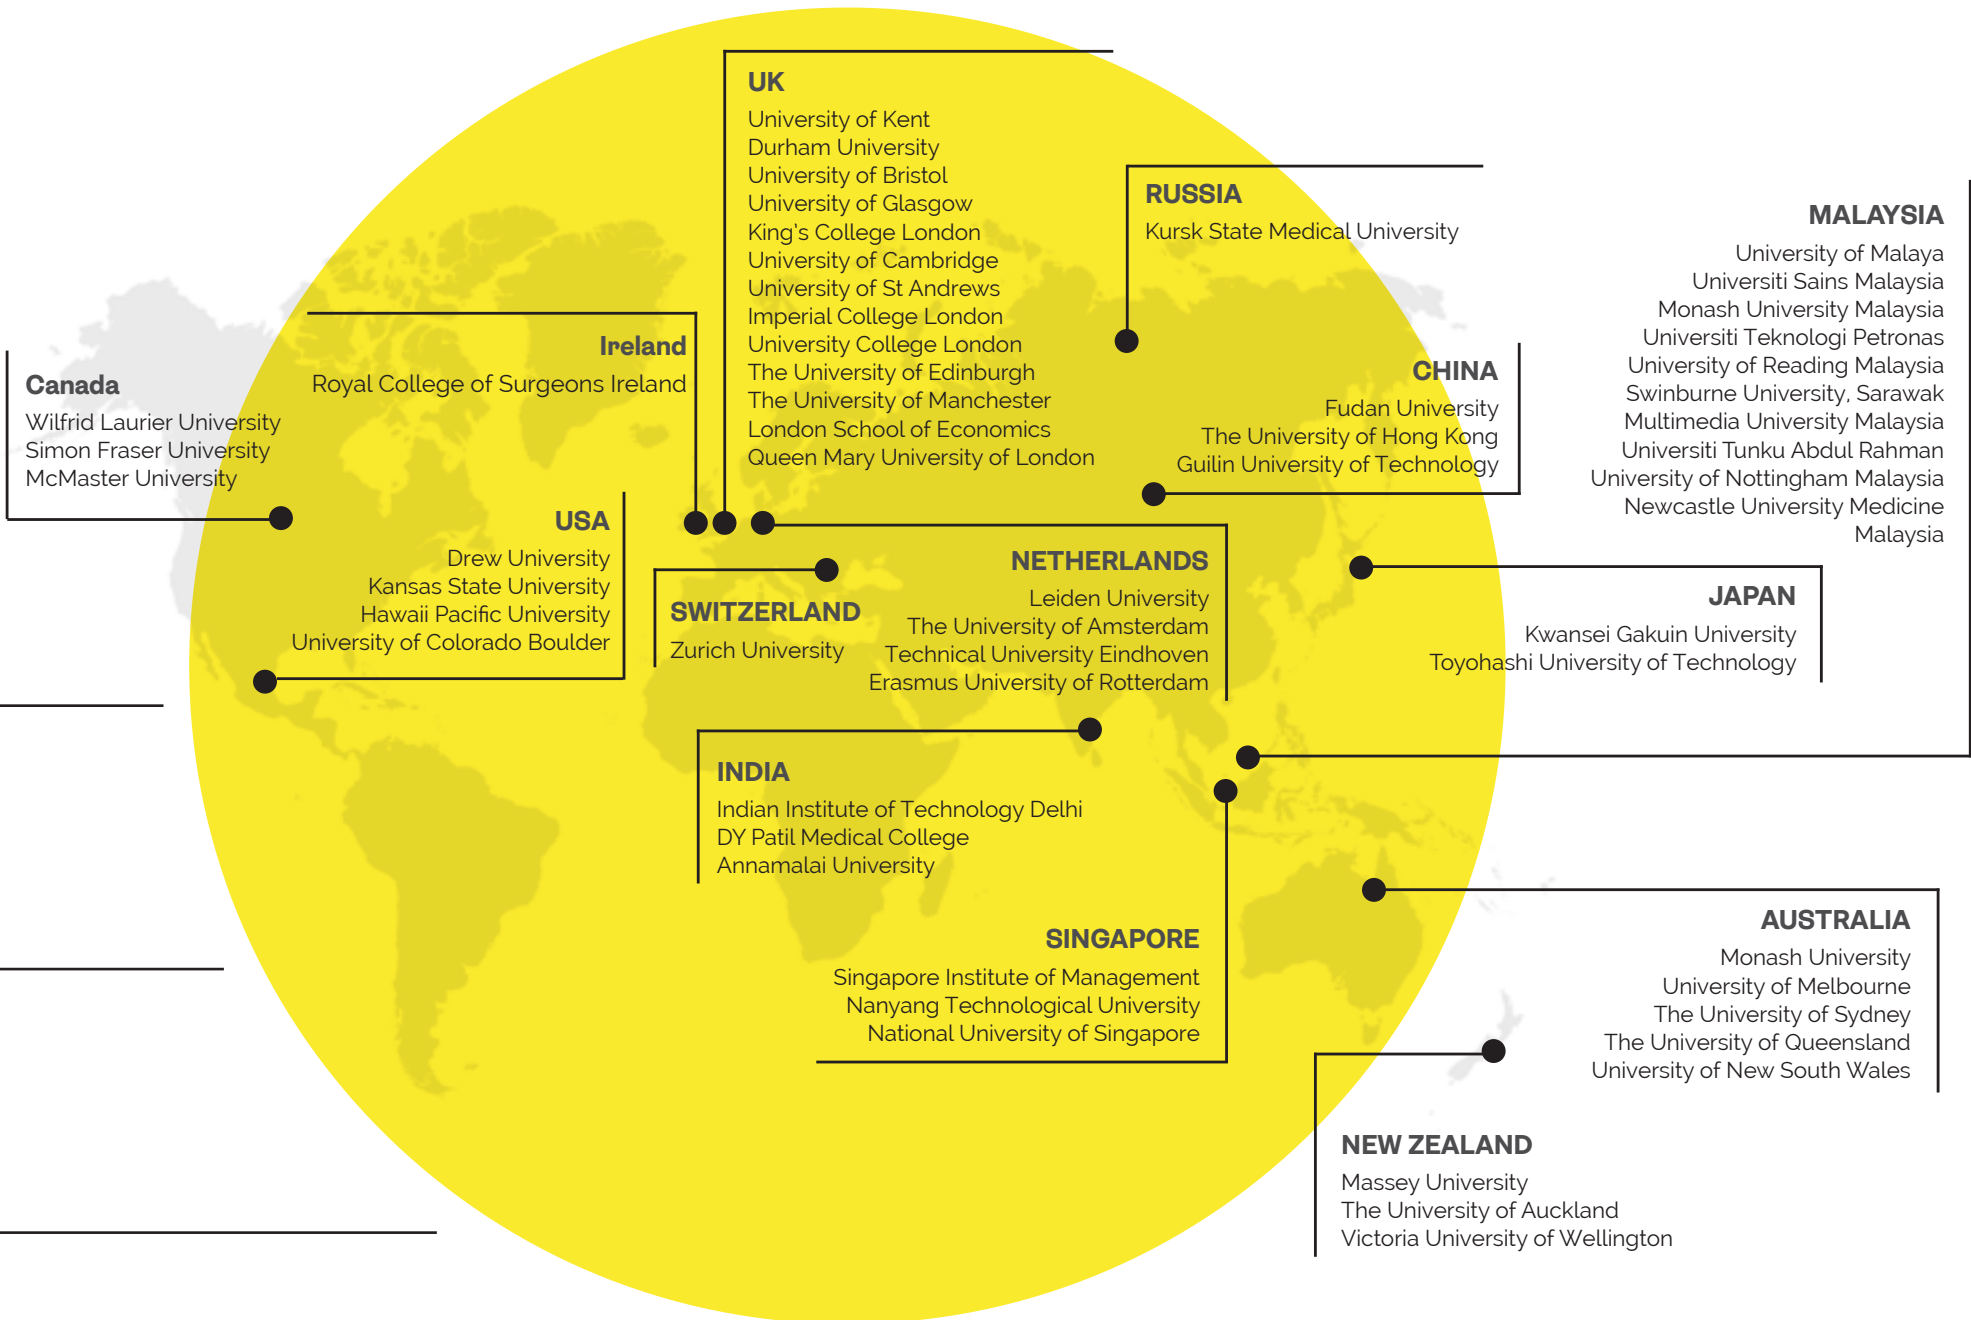 UK
University of Kent
Durham University
University of Bristol
University of Glasgow
King's College London
University of Cambridge
University of St Andrews
Imperial College London
University College London
The University of Edinburgh
The University of Manchester
London School of Economics
Queen Mary University of London
RUSSIA
Kursk State Medical University
MALAYSIA
University of Malaya
Universiti Sains Malaysia
Monash University Malaysia
Universiti Teknologi Petronas
University of Reading Malaysia
Swinburne University, Sarawak
Multimedia University Malaysia
Universiti Tunku Abdul Rahman
University of Nottingham Malaysia
Newcastle University Medicine
Malaysia
Ireland
Royal College of Surgeons Ireland
Canada
Wilfrid Laurier University
Simon Fraser University
McMaster University
CHINA
Fudan University
The University of Hong Kong
Guilin University of Technology
USA
Drew University
Kansas State University
Hawaii Pacific University
University of Colorado Boulder
SWITZERLAND
Zurich University
NETHERLANDS
Leiden University
The University of Amsterdam
Technical University Eindhoven
Erasmus University of Rotterdam
JAPAN
Kwansei Gakuin University
Toyohashi University of Technology
INDIA
Indian Institute of Technology Delhi
DY Patil Medical College
Annamalai University
SINGAPORE
Singapore Institute of Management
Nanyang Technological University
National University of Singapore
AUSTRALIA
Monash University
University of Melbourne
The University of Sydney
The University of Queensland
University of New South Wales
NEW ZEALAND
Massey University
The University of Auckland
Victoria University of Wellington